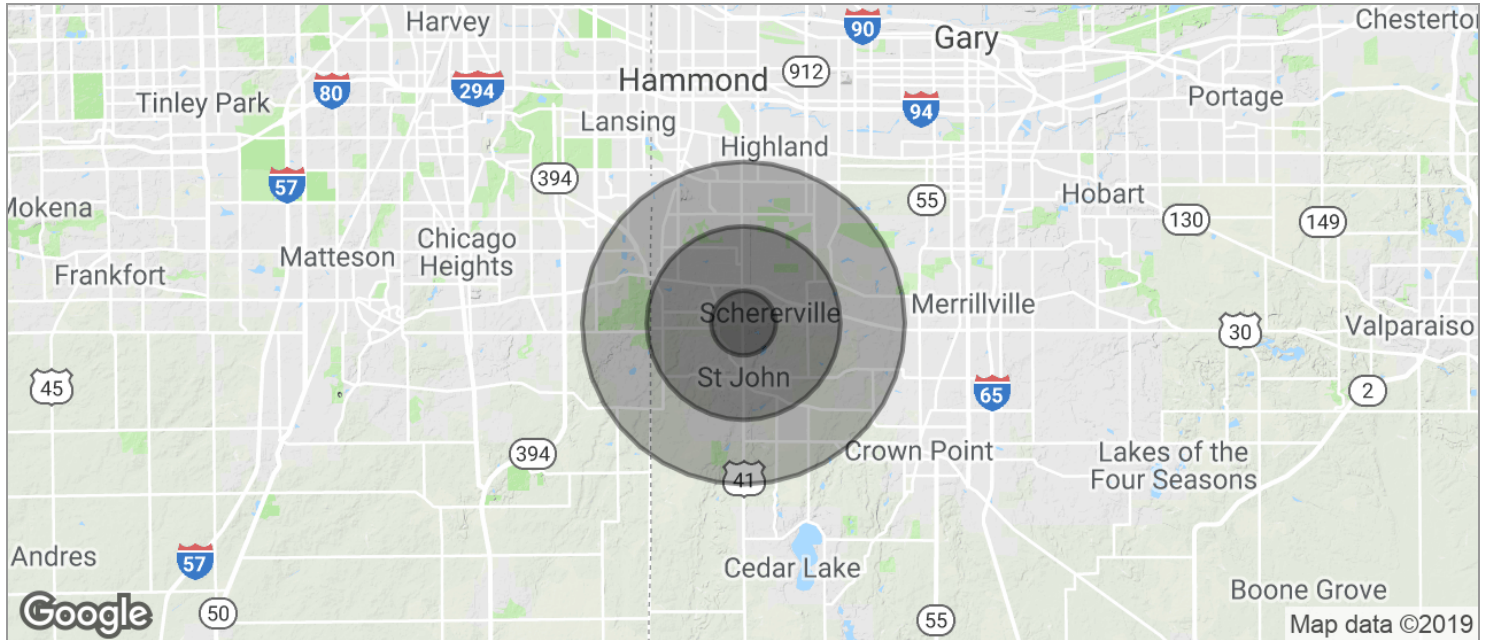 Harvey
90
Gary
Chesterto
80
294
Hammond
912
Tinley Park
Lansing
94
Portage
Highland
57
394
55
Hobart
130
149
Mokena
Matteson
Chicago
Heights
Frankfort
Schererville
Merrillville
30
Valparaiso
45
St John
65
2
394
41
Crown Point
Lakes of the
Four Seasons
Andres
57
Cedar Lake
50
55
Boone Grove
Google
Map data ©2019